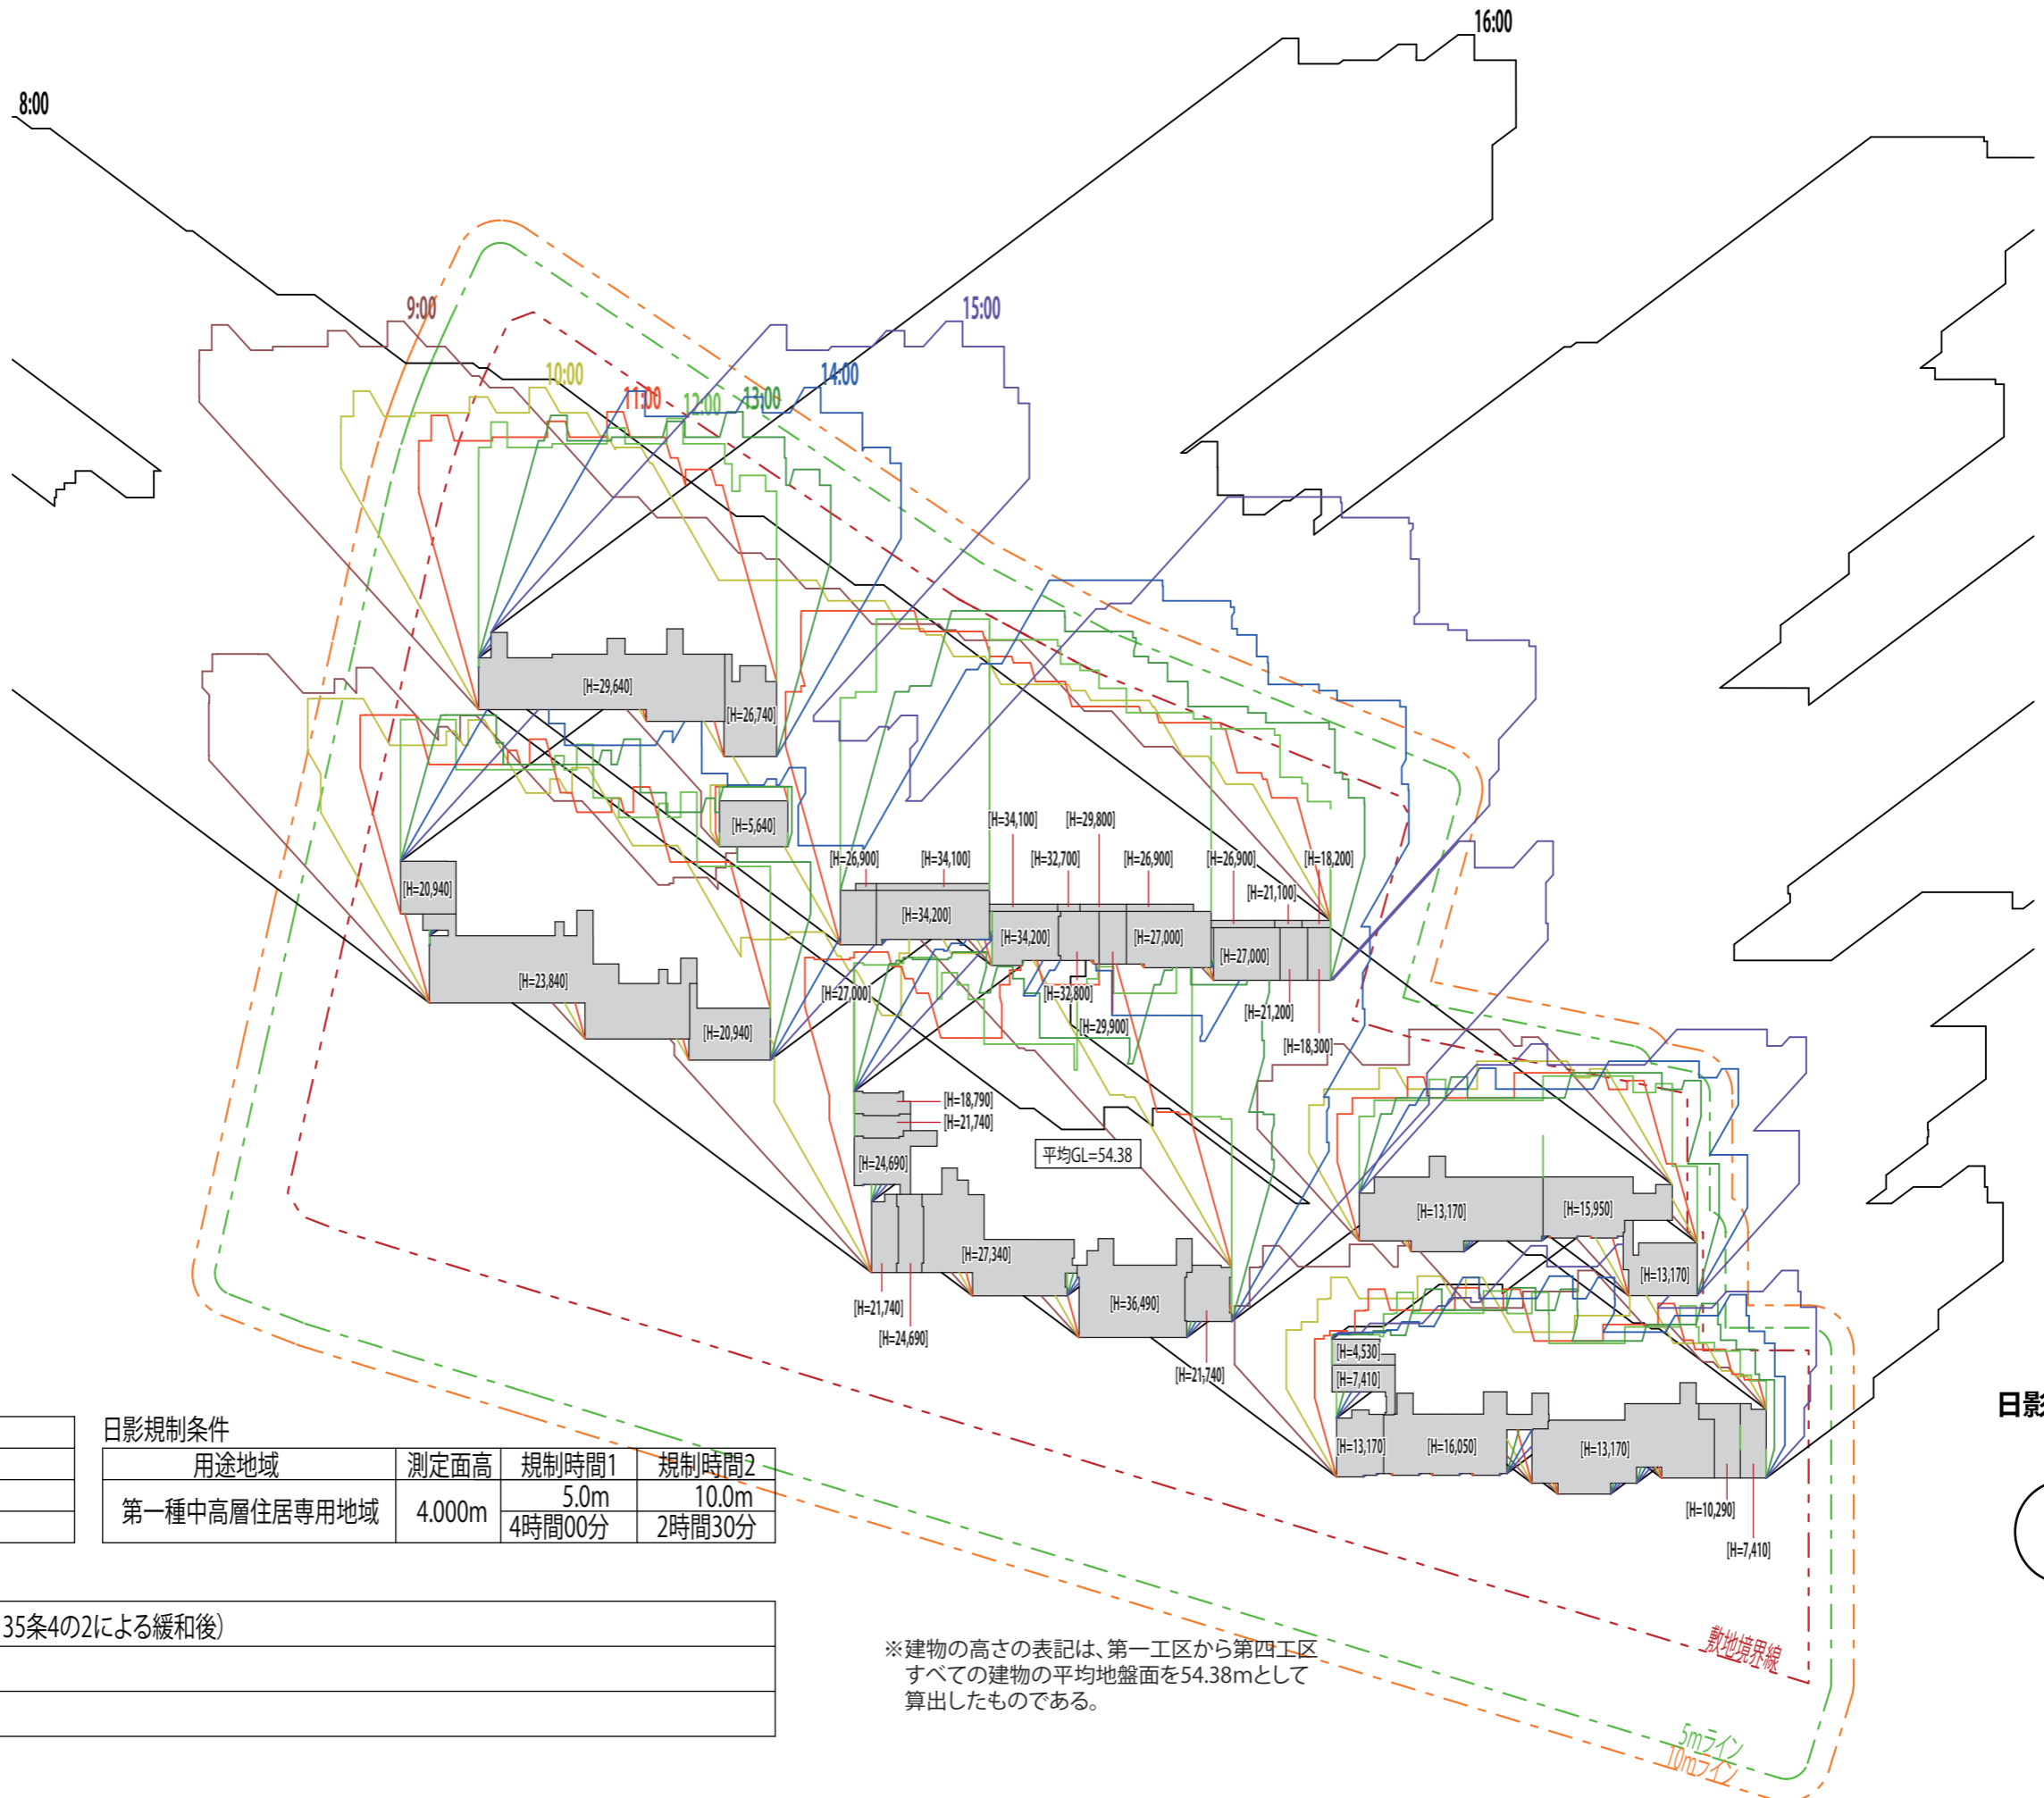 16:00
8:00
9:00
15:00
10:00
14:00
11:00
12:00
13:00
[H=29,640]
[H=26,740]
[H=5,640]
[H=34,100]
[H=29,800]
[H=26,900]
[H=34,100]
[H=32,700]
[H=26,900]
[H=26,900]
[H=18,200]
[H=21,100]
[H=20,940]
[H=34,200]
[H=34,200]
[H=27,000]
[H=27,000]
[H=23,840]
[H=27,000]
[H=32,800]
[H=21,200]
[H=20,940]
[H=29,900]
[H=18,300]
[H=18,790]
[H=21,740]
平均GL=54.38
[H=24,690]
[H=13,170]
[H=15,950]
[H=27,340]
[H=13,170]
[H=21,740]
[H=36,490]
[H=24,690]
[H=21,740]
[H=4,530]
[H=7,410]
[H=13,170]
[H=16,050]
[H=13,170]
[H=10,290]
[H=7,410]
日影
日影規制条件
用途地域 測定面高 規制時間1 規制時間2
第一種中高層住居専用地域 4.000m 5.0m 10.0m
4時間00分 2時間30分
35条4の2による緩和後)
※建物の高さの表記は、第一工区から第四工区
すべての建物の平均地盤面を54.38mとして
算出したものである。
敷地境界線
5mライン
10mライン